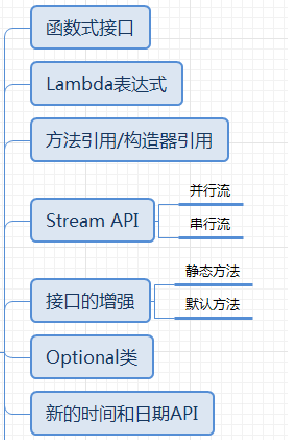 函数式接口
Lambda表达式
方法引用/构造器引用
Stream API
并行流
串行流
接口的增强
静态方法
默认方法
Optional类
新的时间和日期API